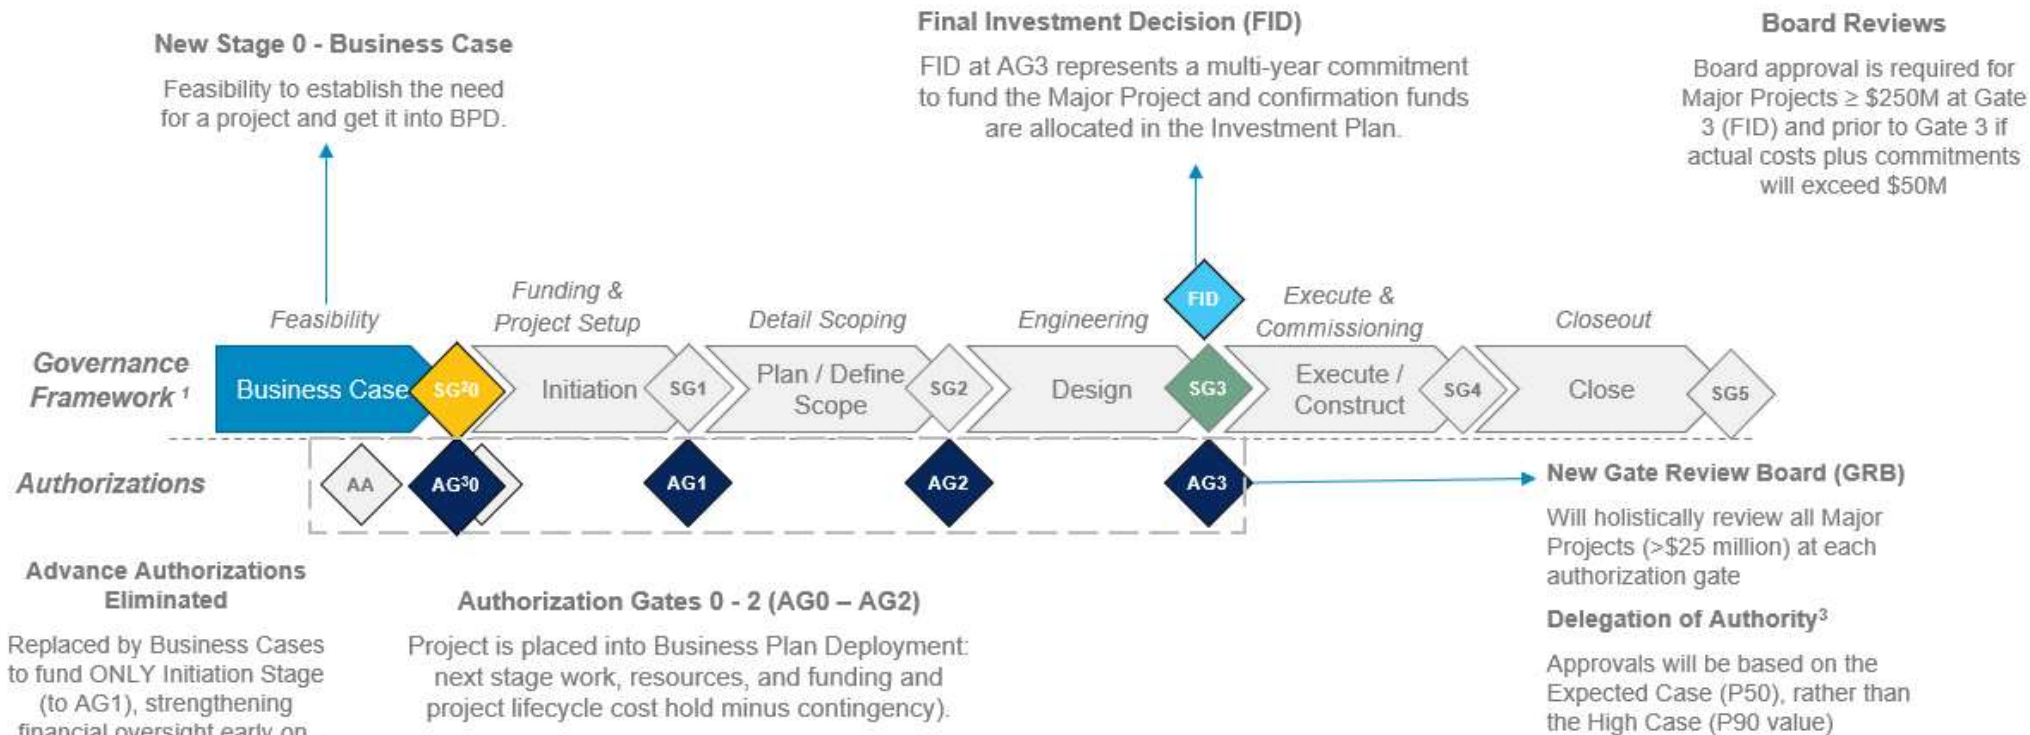 New Stage 0 - Business Case
Feasibility to establish the need
for a project and get it into BPD.
Final Investment Decision (FID)
FID at AG3 represents a multi-year commitment
to fund the Major Project and confirmation funds
are allocated in the Investment Plan.
Board Reviews
Board approval is required for
Major Projects ≥ $250M at Gate
3 (FID) and prior to Gate 3 if
actual costs plus commitments
will exceed $50M
Feasibility
Funding &
Project Setup
Detail Scoping
Engineering
FID
Execute &
Commissioning
Closeout
Governance
Framework ¹
Business Case
SG²0
Initiation
SG1
Plan / Define
Scope
SG2
Design
SG3
Execute /
Construct
SG4
Close
SG5
Authorizations
AA
AG³0
AG1
AG2
AG3
New Gate Review Board (GRB)
Will holistically review all Major
Projects (>$25 million) at each
authorization gate
Delegation of Authority³
Approvals will be based on the
Expected Case (P50), rather than
the High Case (P90 value)
Advance Authorizations
Eliminated
Replaced by Business Cases
to fund ONLY Initiation Stage
(to AG1), strengthening
financial oversight early on
Authorization Gates 0 - 2 (AG0 – AG2)
Project is placed into Business Plan Deployment:
next stage work, resources, and funding and
project lifecycle cost hold minus contingency).